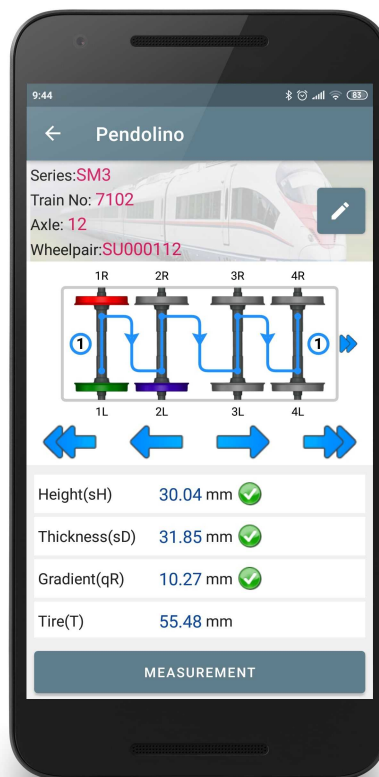 9:44 83
Pendolino
Series:SM3
Train No: 7102
Axle: 12
Wheelpair:SU000112
1R 2R 3R 4R
1 1
1L 2L 3L 4L
Height(sH) 30.04 mm
Thickness(sD) 31.85 mm
Gradient(qR) 10.27 mm
Tire(T) 55.48 mm
MEASUREMENT